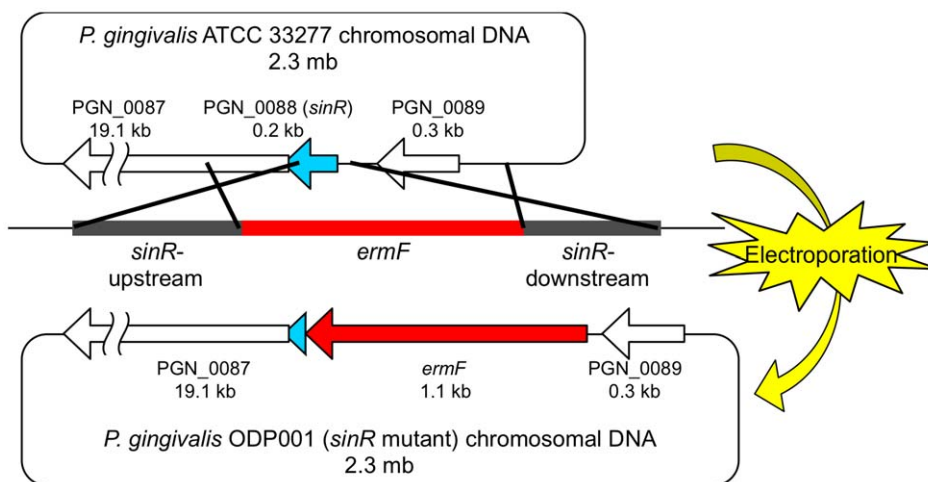 P. gingivalis ATCC 33277 chromosomal DNA
2.3 mb
PGN_0087
19.1 kb
PGN_0088 (sinR)
0.2 kb
PGN_0089
0.3 kb
sinR-
upstream
ermF
sinR-
downstream
Electroporation
PGN_0087
19.1 kb
ermF
1.1 kb
PGN_0089
0.3 kb
P. gingivalis ODP001 (sinR mutant) chromosomal DNA
2.3 mb